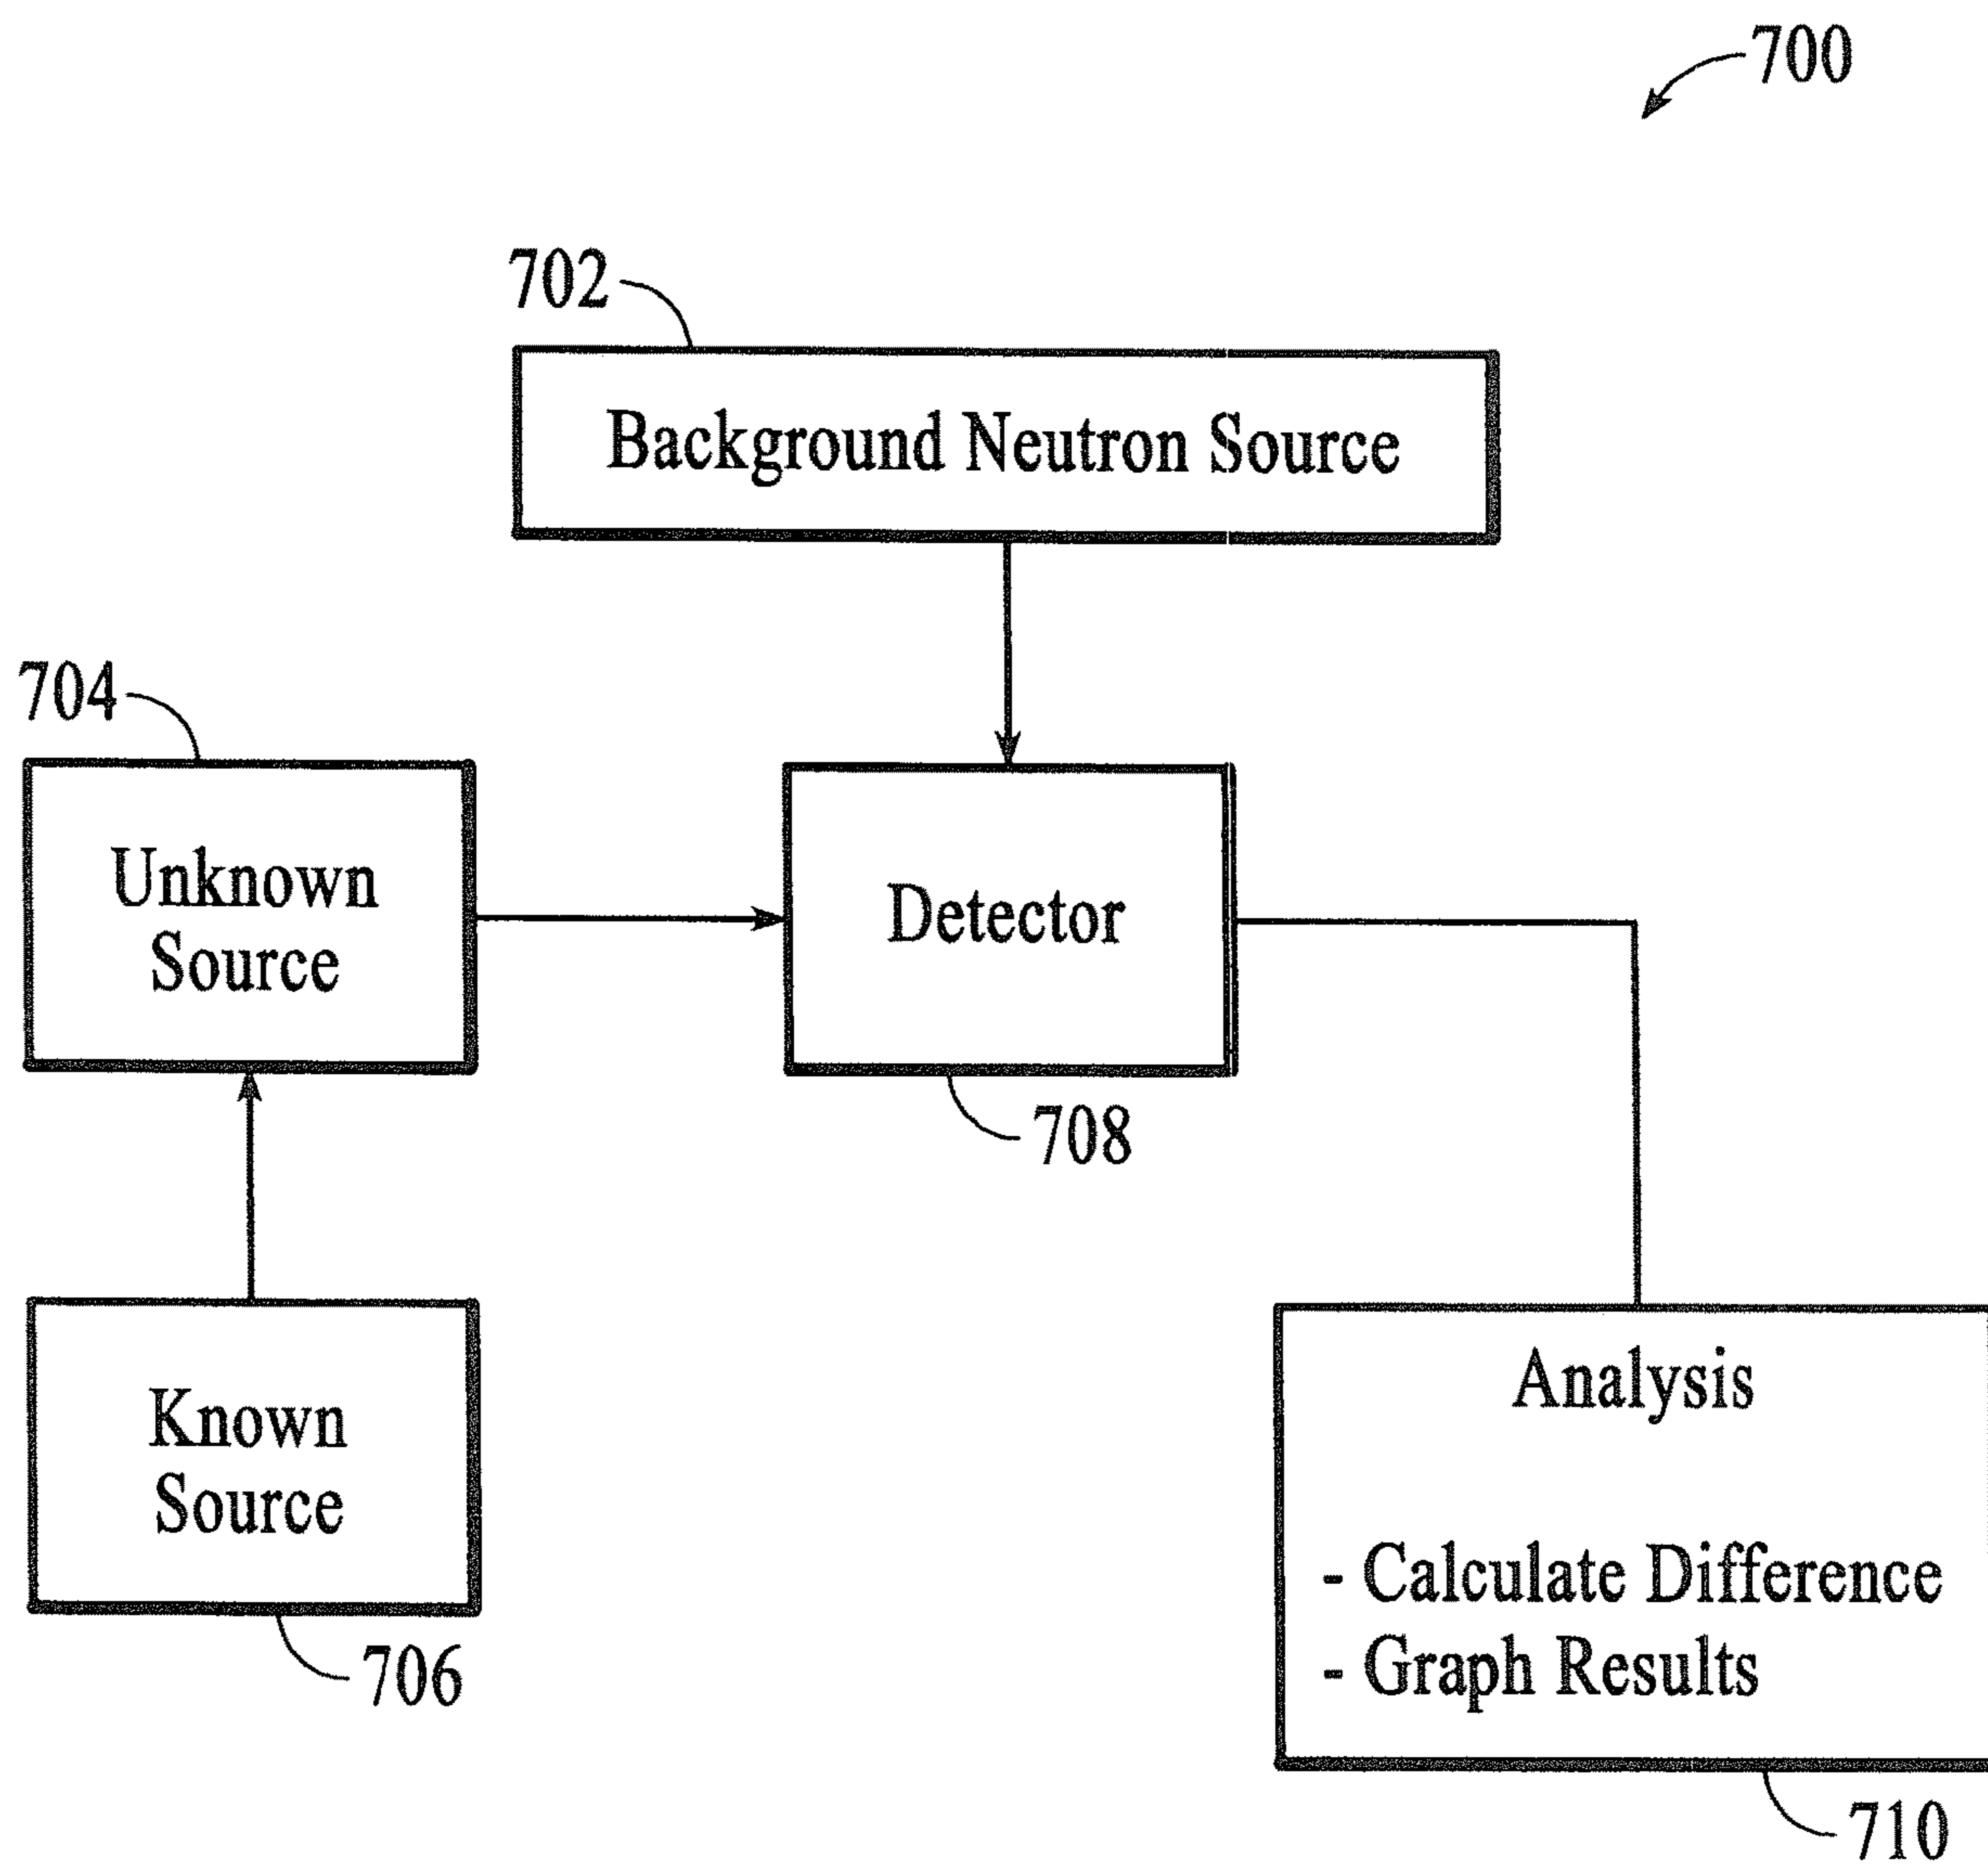 700
702
Background Neutron Source
704
Unknown
Source
Detector
708
Known
Source
706
Analysis
- Calculate Difference
- Graph Results
710